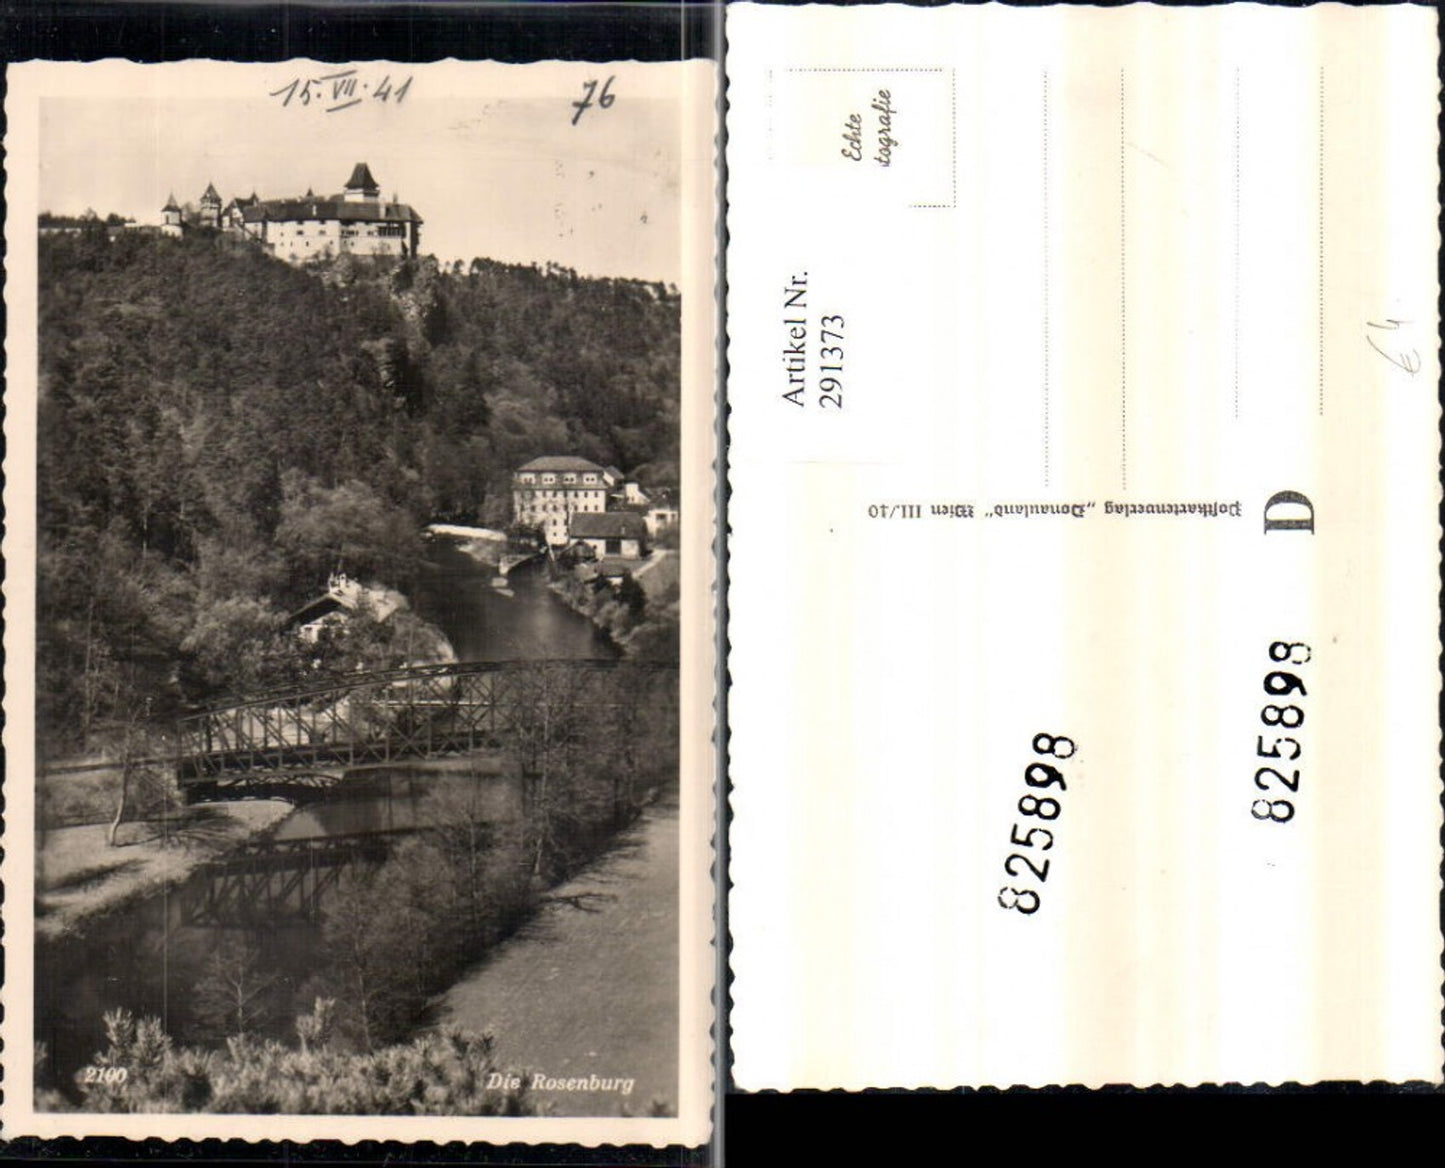 15.VII.41
76
2100
Die Rosenburg
Echte
tografie
Artikel Nr.
291373
Postkartenverlag „Donauland“ Wien III./40
D
€ 4
825898
825898